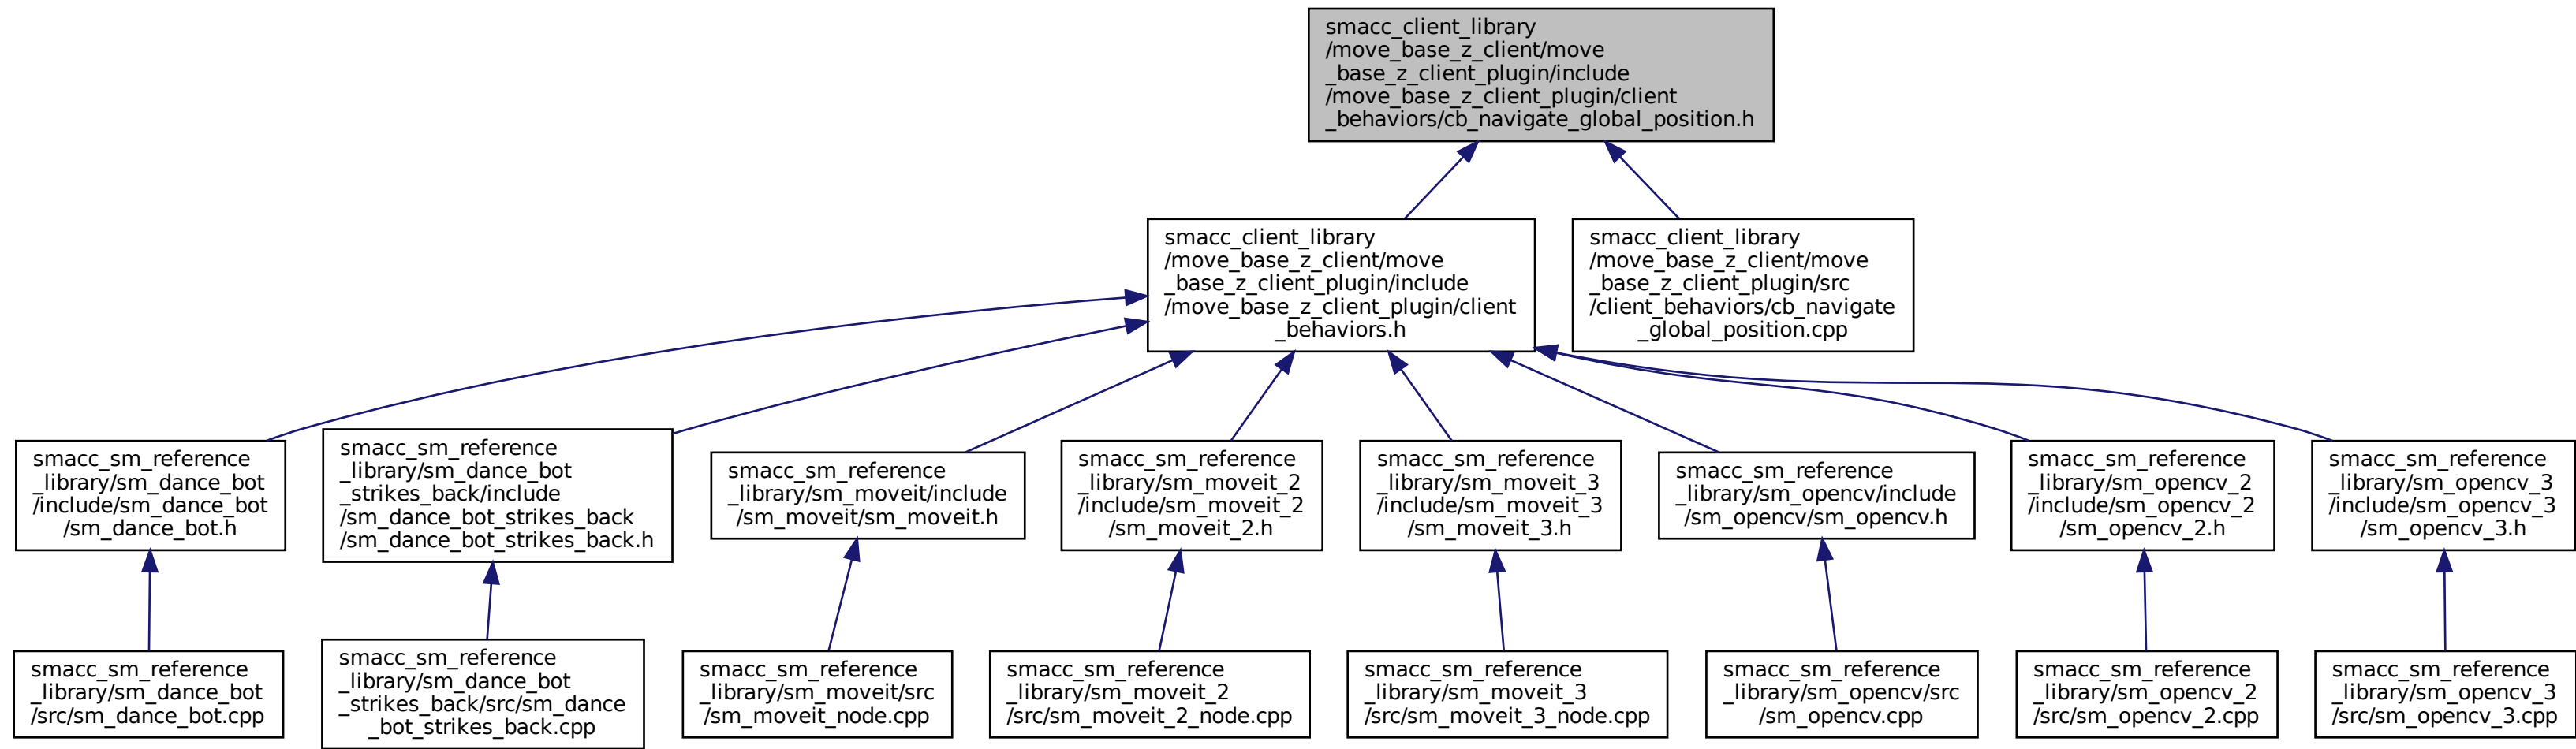 smacc_client_library
/move_base_z_client/move
_base_z_client_plugin/include
/move_base_z_client_plugin/client
_behaviors/cb_navigate_global_position.h
smacc_client_library
/move_base_z_client/move
_base_z_client_plugin/include
/move_base_z_client_plugin/client
_behaviors.h
smacc_client_library
/move_base_z_client/move
_base_z_client_plugin/src
/client_behaviors/cb_navigate
_global_position.cpp
smacc_sm_reference
_library/sm_dance_bot
/include/sm_dance_bot
/sm_dance_bot.h
smacc_sm_reference
_library/sm_dance_bot
_strikes_back/include
/sm_dance_bot_strikes_back
/sm_dance_bot_strikes_back.h
smacc_sm_reference
_library/sm_moveit/include
/sm_moveit/sm_moveit.h
smacc_sm_reference
_library/sm_moveit_2
/include/sm_moveit_2
/sm_moveit_2.h
smacc_sm_reference
_library/sm_moveit_3
/include/sm_moveit_3
/sm_moveit_3.h
smacc_sm_reference
_library/sm_opencv/include
/sm_opencv/sm_opencv.h
smacc_sm_reference
_library/sm_opencv_2
/include/sm_opencv_2
/sm_opencv_2.h
smacc_sm_reference
_library/sm_opencv_3
/include/sm_opencv_3
/sm_opencv_3.h
smacc_sm_reference
_library/sm_dance_bot
/src/sm_dance_bot.cpp
smacc_sm_reference
_library/sm_dance_bot
_strikes_back/src/sm_dance
_bot_strikes_back.cpp
smacc_sm_reference
_library/sm_moveit/src
/sm_moveit_node.cpp
smacc_sm_reference
_library/sm_moveit_2
/src/sm_moveit_2_node.cpp
smacc_sm_reference
_library/sm_moveit_3
/src/sm_moveit_3_node.cpp
smacc_sm_reference
_library/sm_opencv/src
/sm_opencv.cpp
smacc_sm_reference
_library/sm_opencv_2
/src/sm_opencv_2.cpp
smacc_sm_reference
_library/sm_opencv_3
/src/sm_opencv_3.cpp